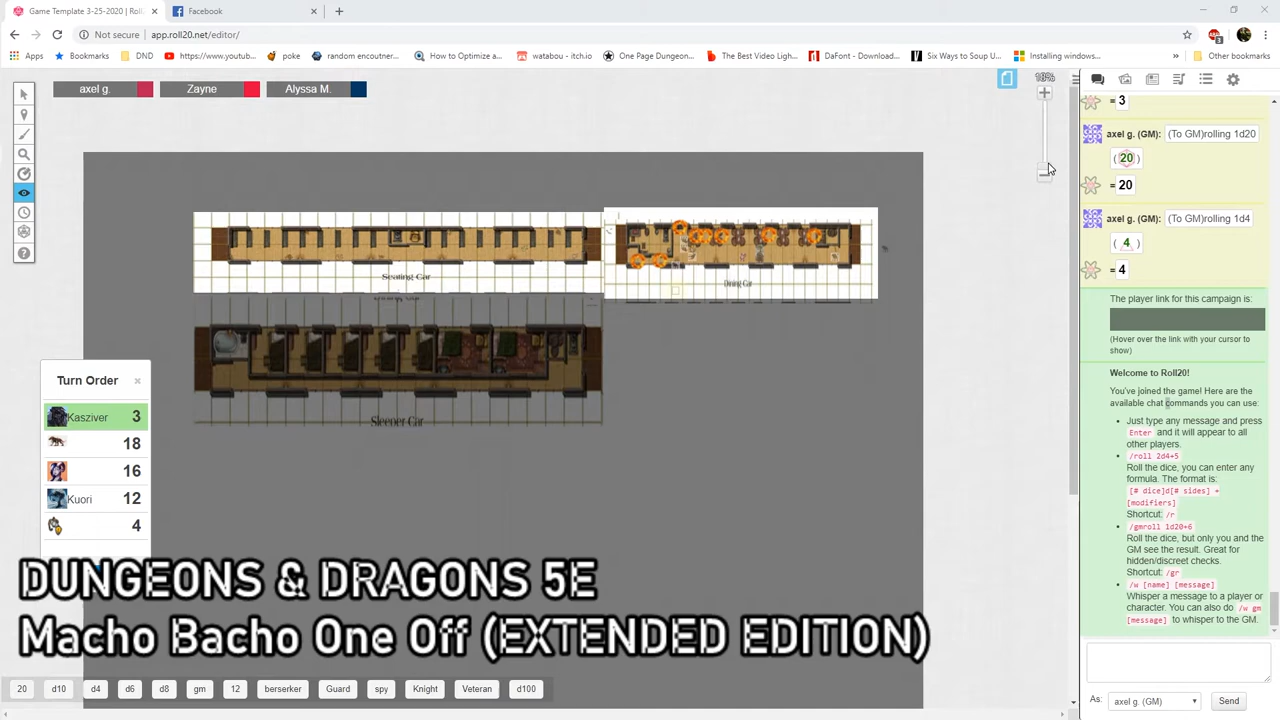 Game Template 3-25-2020 | Roll2
Facebook
Not secure | app.roll20.net/editor/
Bookmarks DND https://www.youtub... poke random encoutner... How to Optimize a... watabou - itch.io One Page Dungeon... The Best Video Ligh... DaFont - Download... Six Ways to Soup U... Installing windows... » Other bookmarks
axel g. Zayne Alyssa M.
Seating Car
Dining Car
Sleeper Car
Turn Order
Kasziver 3
18
16
Kuori 12
4
DUNGEONS & DRAGONS 5E
Macho Bacho One Off (EXTENDED EDITION)
20 d10 d4 d6 d8 gm 12 berserker Guard spy Knight Veteran d100
= 3
axel g. (GM): (To GM)rolling 1d20
( 20 )
= 20
axel g. (GM): (To GM)rolling 1d4
( 4 )
= 4
The player link for this campaign is:
(Hover over the link with your cursor to
show)
Welcome to Roll20!
You've joined the game! Here are the
available chat commands you can use:
Just type any message and press
Enter and it will appear to all
other players.
/roll 2d4+5
Roll the dice, you can enter any
formula. The format is:
[# dice]d[# sides] +
[modifiers]
Shortcut: /r
/gmroll 1d20+6
Roll the dice, but only you and the
GM see the result. Great for
hidden/discreet checks.
Shortcut: /gr
/w [name] [message]
Whisper a message to a player or
character. You can also do /w gm
[message] to whisper to the GM.
As: axel g. (GM) Send